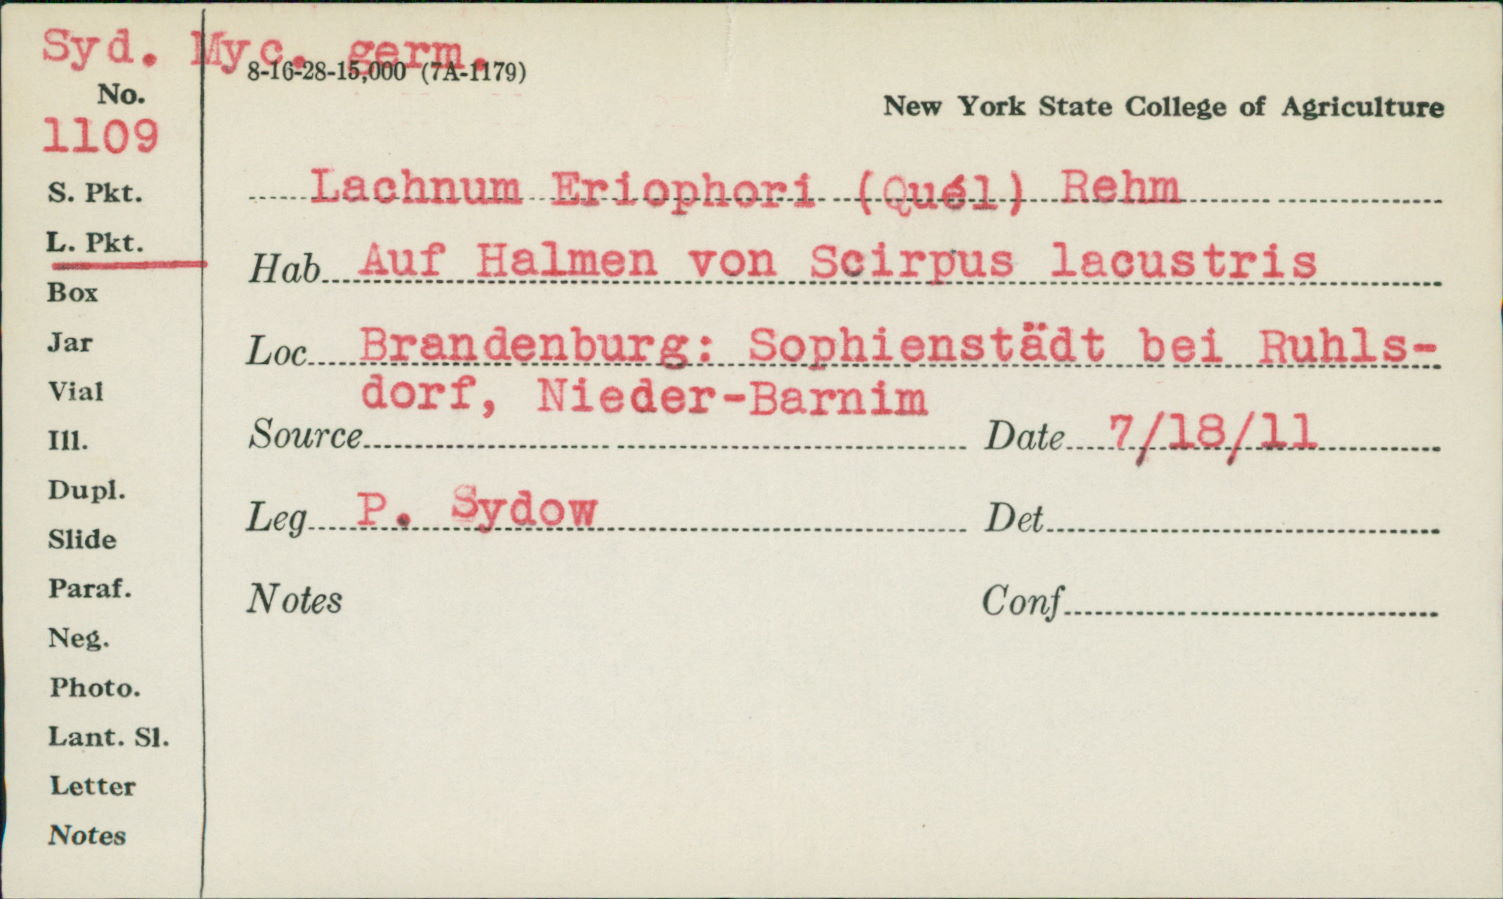 Syd. Myc. germ.
8-16-28-15,000 (7A-1179)
No.
1109
New York State College of Agriculture
S. Pkt.
Lachnum Eriophori (Quél) Rehm
L. Pkt.
Hab Auf Halmen von Scirpus lacustris
Box
Jar
Loc Brandenburg: Sophienstädt bei Ruhls-
dorf, Nieder-Barnim
Vial
Ill.
Source Date 7/18/11
Dupl.
Leg P. Sydow Det
Slide
Paraf.
Notes Conf
Neg.
Photo.
Lant. Sl.
Letter
Notes